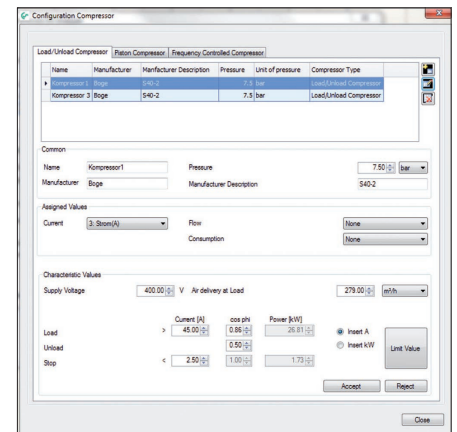 Configuration Compressor
Load/Unload Compressor Piston Compressor Frequency Controlled Compressor
Name Manufacturer Manfacturer Description Pressure Unit of pressure Compressor Type
Kompressor1 Boge S40-2 7.5 bar Load/Unload Compressor
Kompressor 3 Boge S40-2 7.5 bar Load/Unload Compressor
Common
Name Kompressor1 Pressure 7.50 bar
Manufacturer Boge Manufacturer Description S40-2
Assigned Values
Current 3: Strom(A) Flow None
Consumption None
Characteristic Values
Supply Voltage 400.00 V Air delivery at Load 279.00 m³/h
Current [A] cos phi Power [kW]
Load > 45.00 0.86 26.81 Insert A
Unload 0.50 Insert kW Limit Value
Stop < 2.50 1.00 1.73
Accept Reject
Close